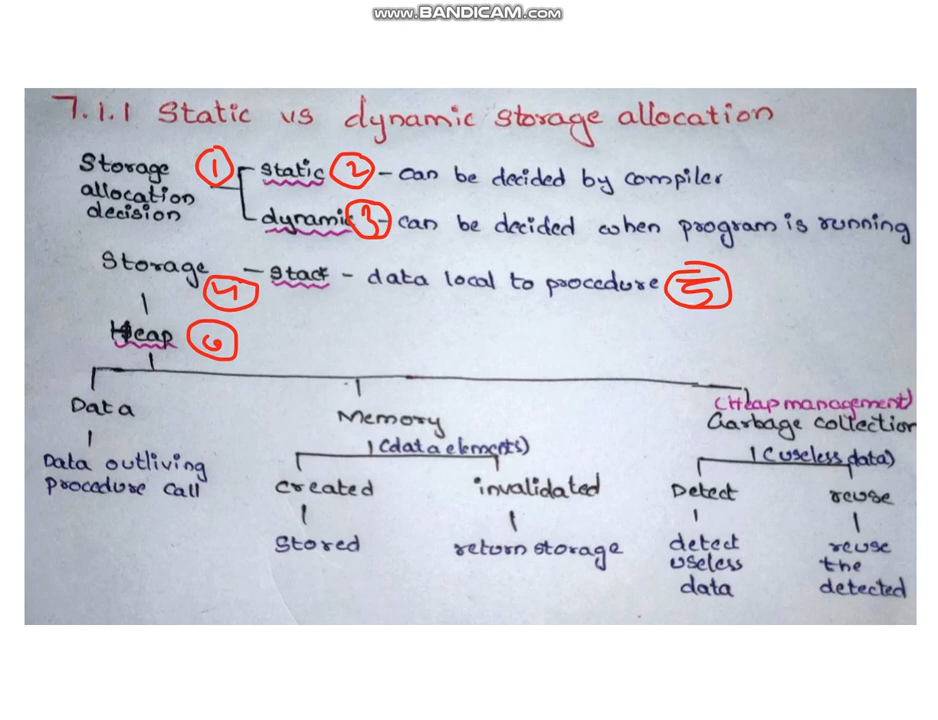 www.BANDICAM.com
7.1.1 Static vs dynamic storage allocation
Storage allocation decision
1
static 2 - can be decided by compiler
dynamic 3 - can be decided when program is running
Storage 4 - Stack - data local to procedure 5
Heap 6
Data
Memory
(Heap management)
Garbage collection
(data elements)
(useless data)
Data outliving
procedure call
created
invalidated
Detect
reuse
Stored
return storage
detect
useless
data
reuse
the
detected